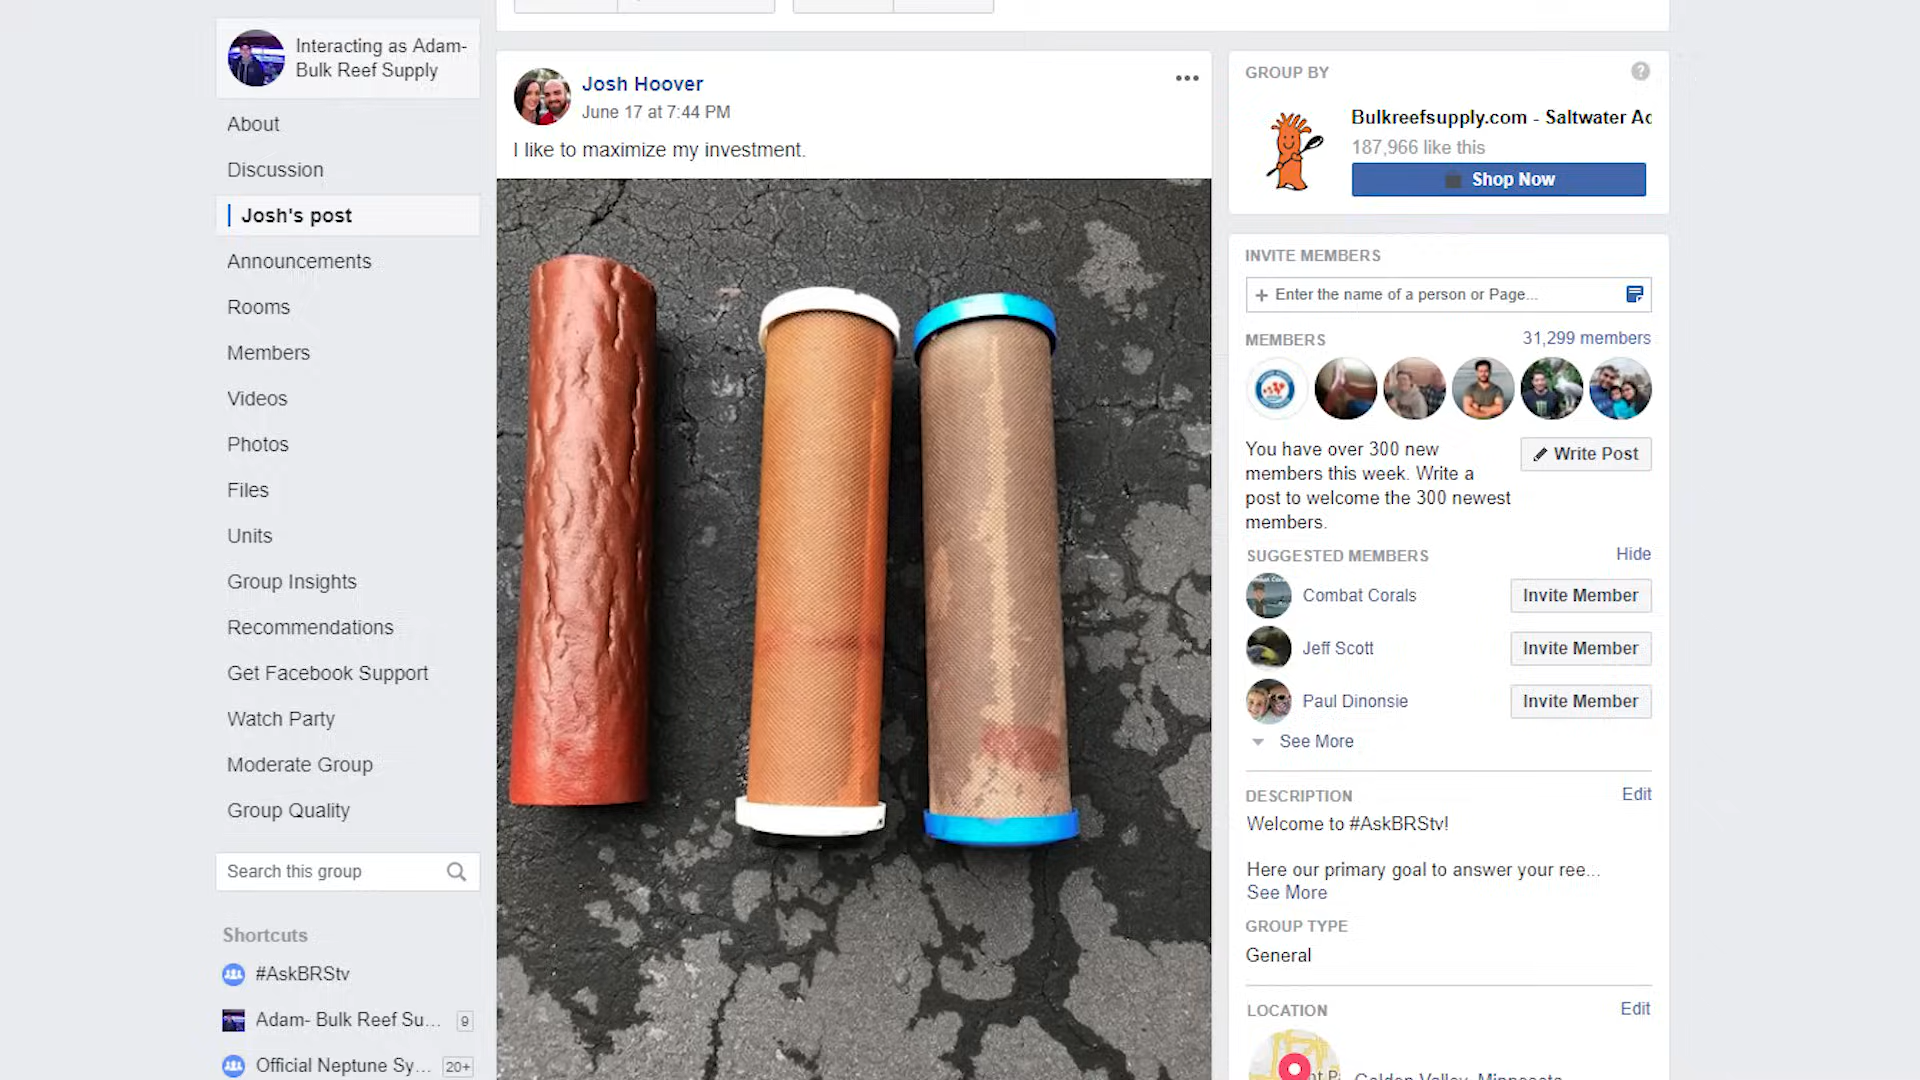 Interacting as Adam-
Bulk Reef Supply
About
Discussion
Josh's post
Announcements
Rooms
Members
Videos
Photos
Files
Units
Group Insights
Recommendations
Get Facebook Support
Watch Party
Moderate Group
Group Quality
Search this group
Shortcuts
#AskBRStv
Adam- Bulk Reef Su...
9
Official Neptune Sy...
20+
Josh Hoover
June 17 at 7:44 PM
I like to maximize my investment.
GROUP BY
?
Bulkreefsupply.com - Saltwater Ac
187,966 like this
Shop Now
INVITE MEMBERS
+ Enter the name of a person or Page...
MEMBERS
31,299 members
You have over 300 new
members this week. Write a
post to welcome the 300 newest
members.
Write Post
SUGGESTED MEMBERS
Hide
Combat Corals
Invite Member
Jeff Scott
Invite Member
Paul Dinonsie
Invite Member
See More
DESCRIPTION
Edit
Welcome to #AskBRStv!
Here our primary goal to answer your ree...
See More
GROUP TYPE
General
LOCATION
Edit
Golden Valley, Minnesota